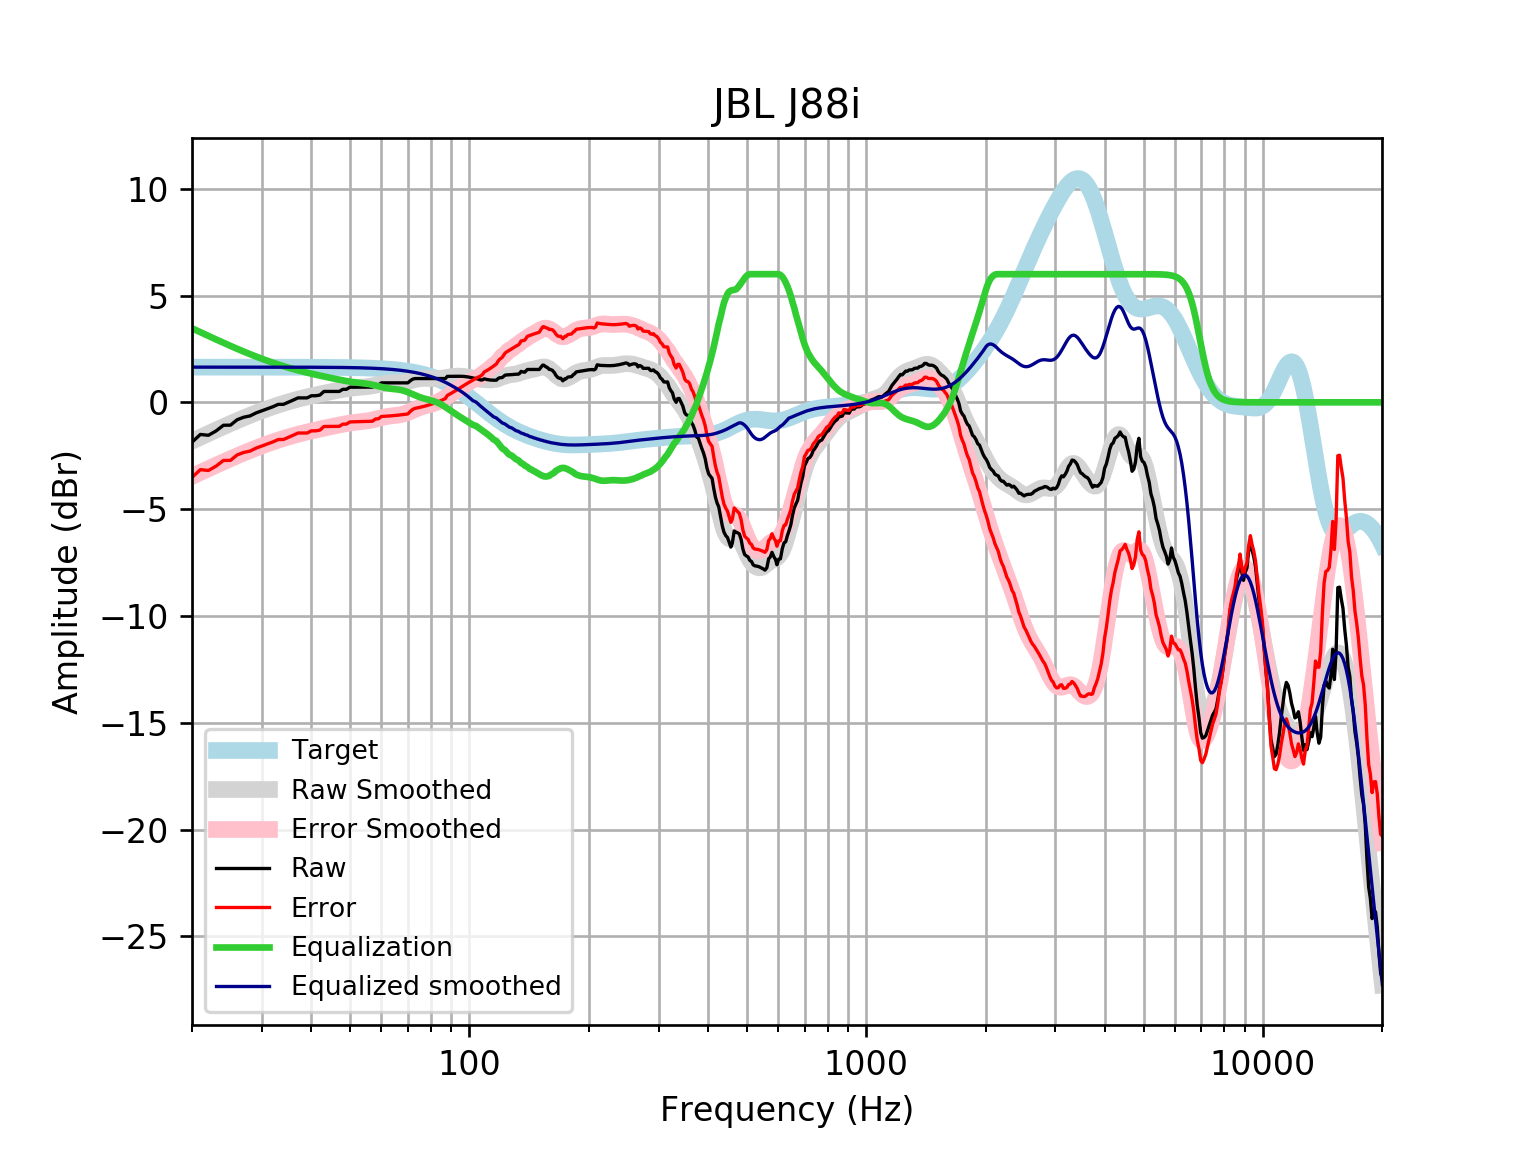 JBL J88i
10
5
0
−5
−10
−15
−20
−25
Amplitude (dBr)
Target
Raw Smoothed
Error Smoothed
Raw
Error
Equalization
Equalized smoothed
100
1000
10000
Frequency (Hz)